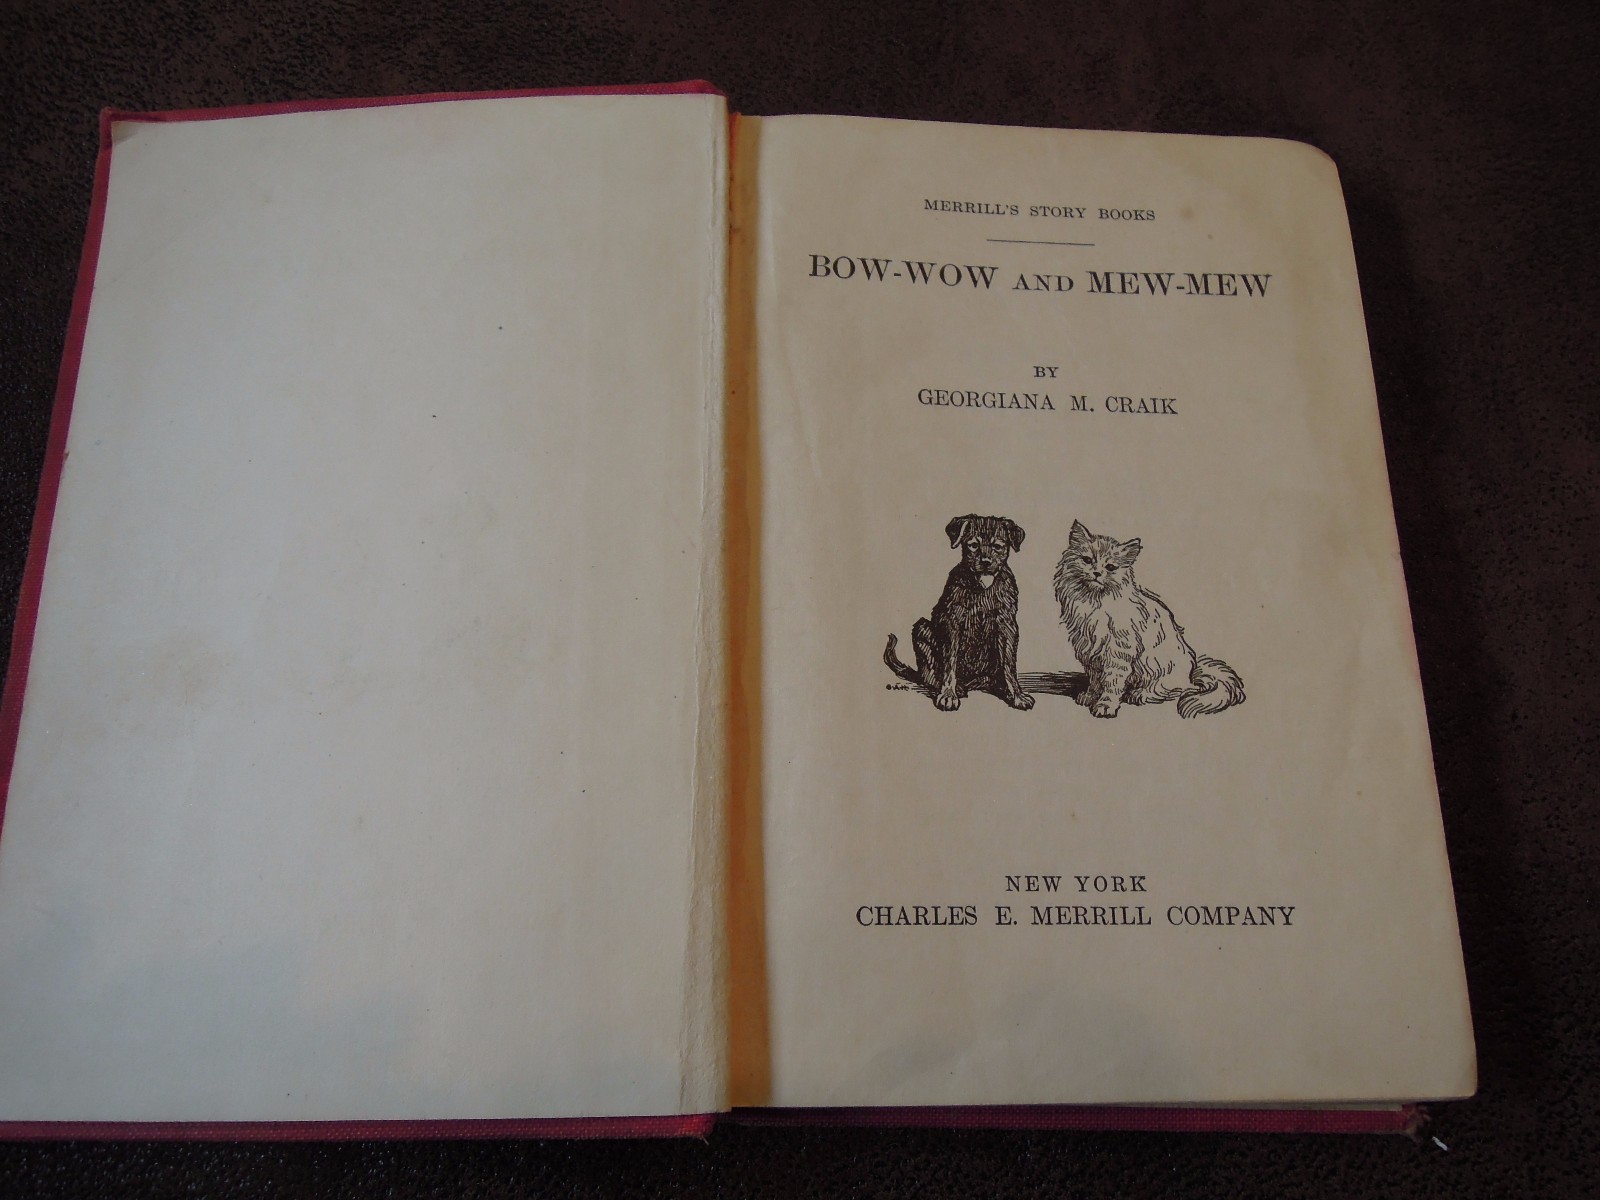 MERRILL'S STORY BOOKS
BOW-WOW AND MEW-MEW
BY
GEORGIANA M. CRAIK
NEW YORK
CHARLES E. MERRILL COMPANY